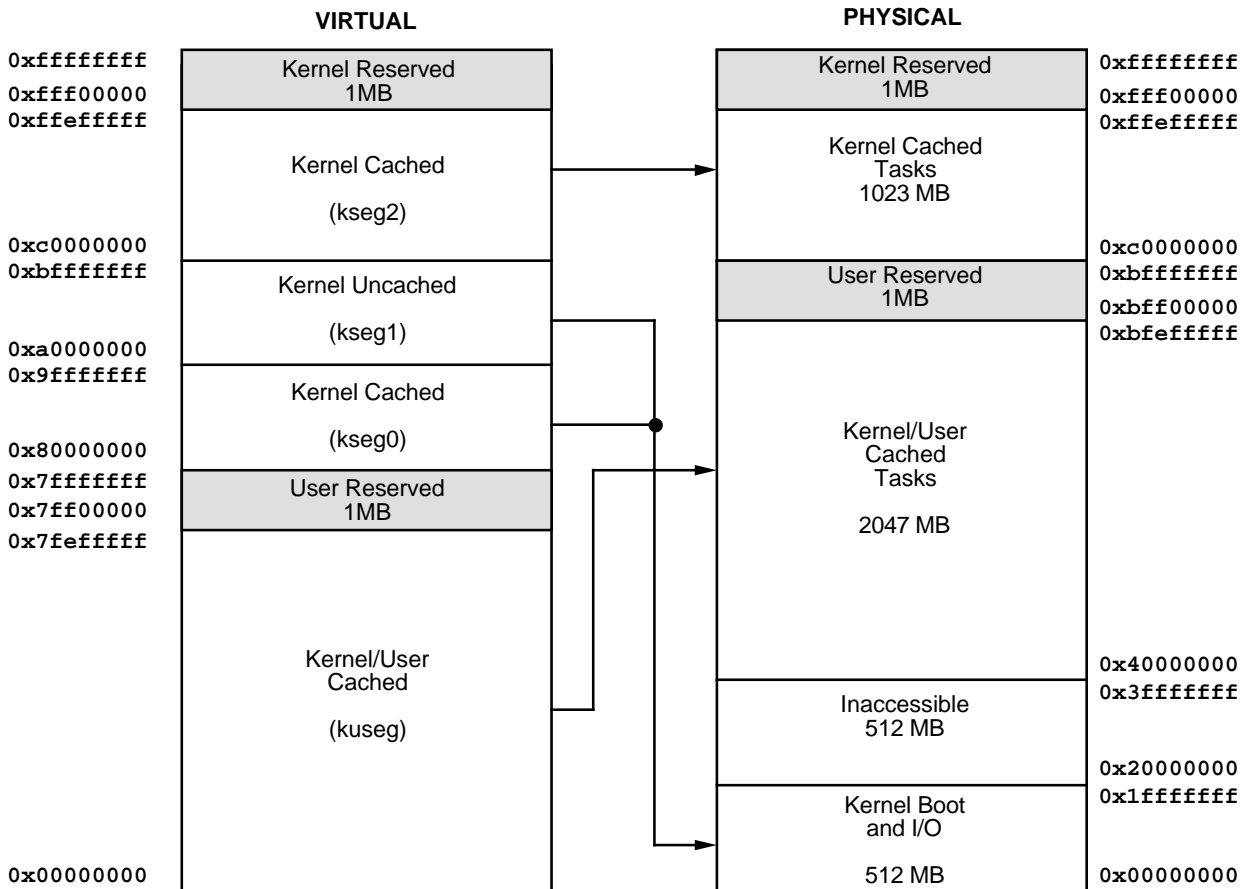 VIRTUAL
0xffffffff
Kernel Reserved
1MB
0xfff00000
0xffefffff
Kernel Cached
(kseg2)
0xc0000000
0xbfffffff
Kernel Uncached
(kseg1)
0xa0000000
0x9fffffff
Kernel Cached
(kseg0)
0x80000000
0x7fffffff
User Reserved
1MB
0x7ff00000
0x7fefffff
Kernel/User
Cached
(kuseg)
0x00000000
PHYSICAL
Kernel Reserved
1MB
0xffffffff
0xfff00000
0xffefffff
Kernel Cached
Tasks
1023 MB
0xc0000000
User Reserved
1MB
0xbfffffff
0xbff00000
0xbfefffff
Kernel/User
Cached
Tasks
2047 MB
0x40000000
0x3fffffff
Inaccessible
512 MB
0x20000000
0x1fffffff
Kernel Boot
and I/O
512 MB
0x00000000